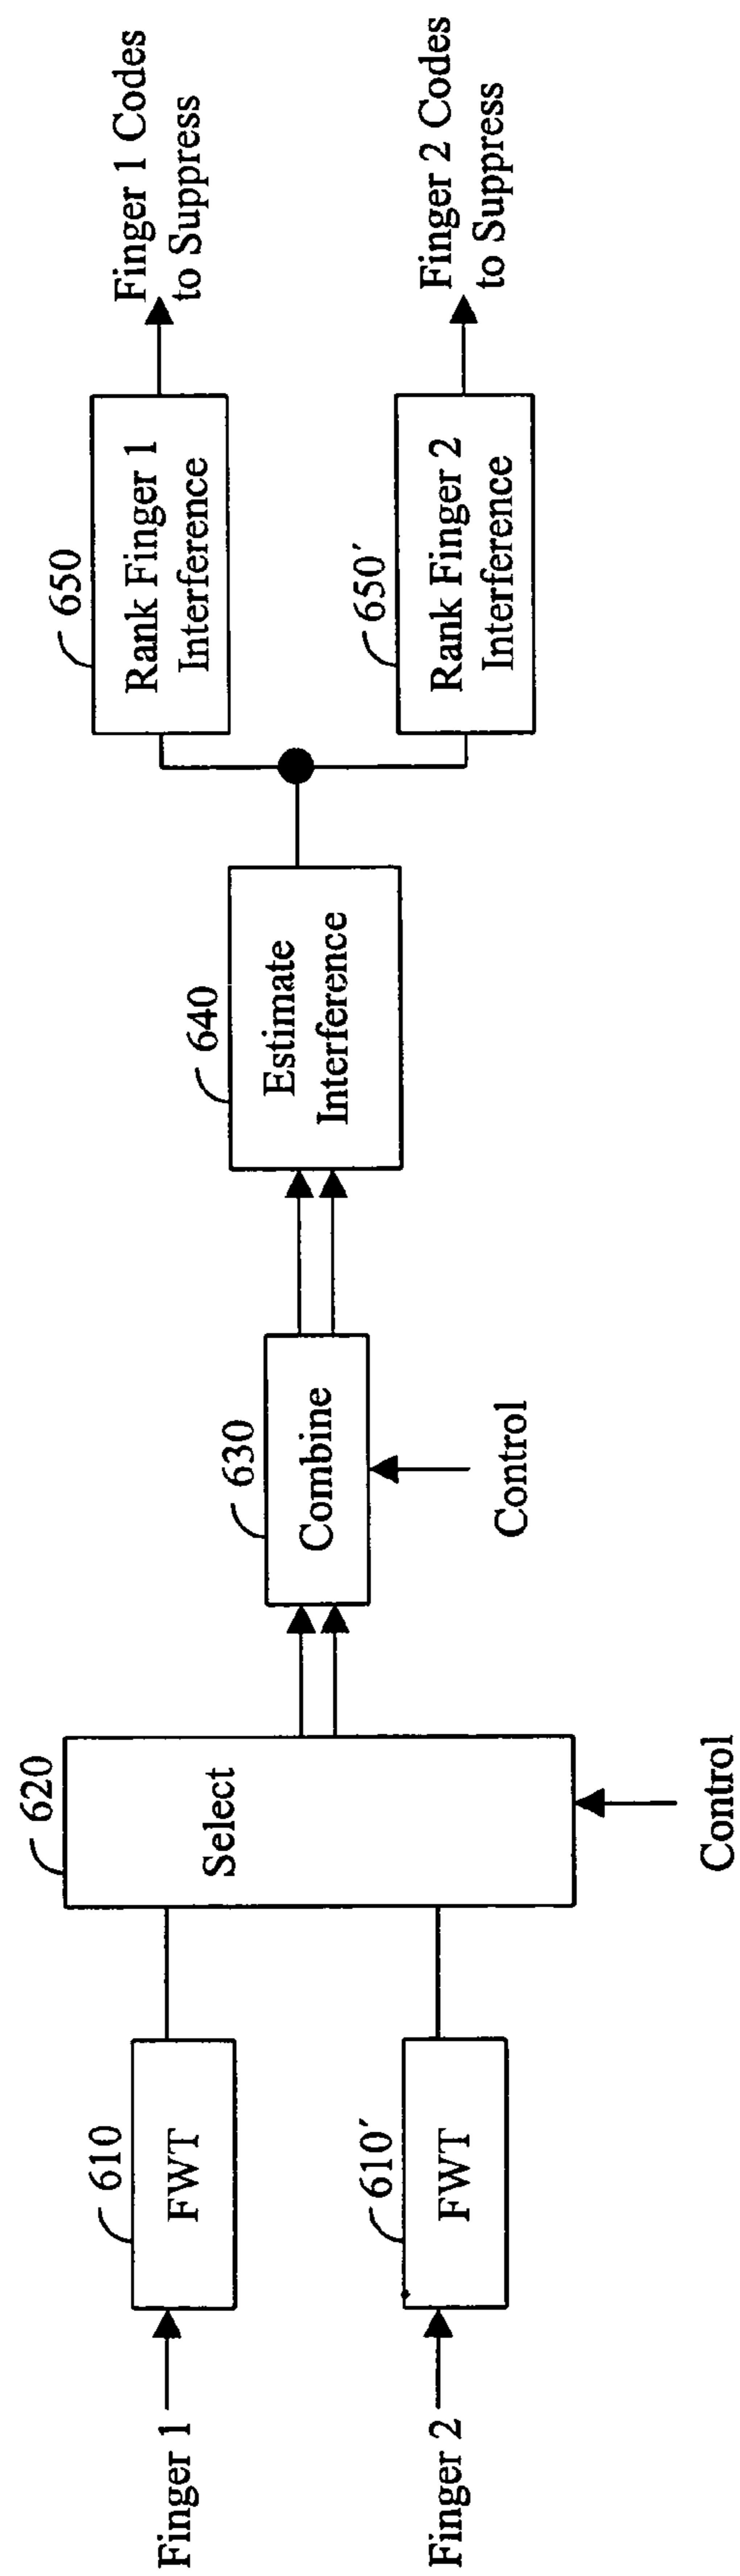 Finger 1
Finger 2
610
FWT
610′
FWT
620
Select
Control
630
Combine
Control
640
Estimate
Interference
650
Rank Finger 1
Interference
650′
Rank Finger 2
Interference
Finger 1 Codes
to Suppress
Finger 2 Codes
to Suppress